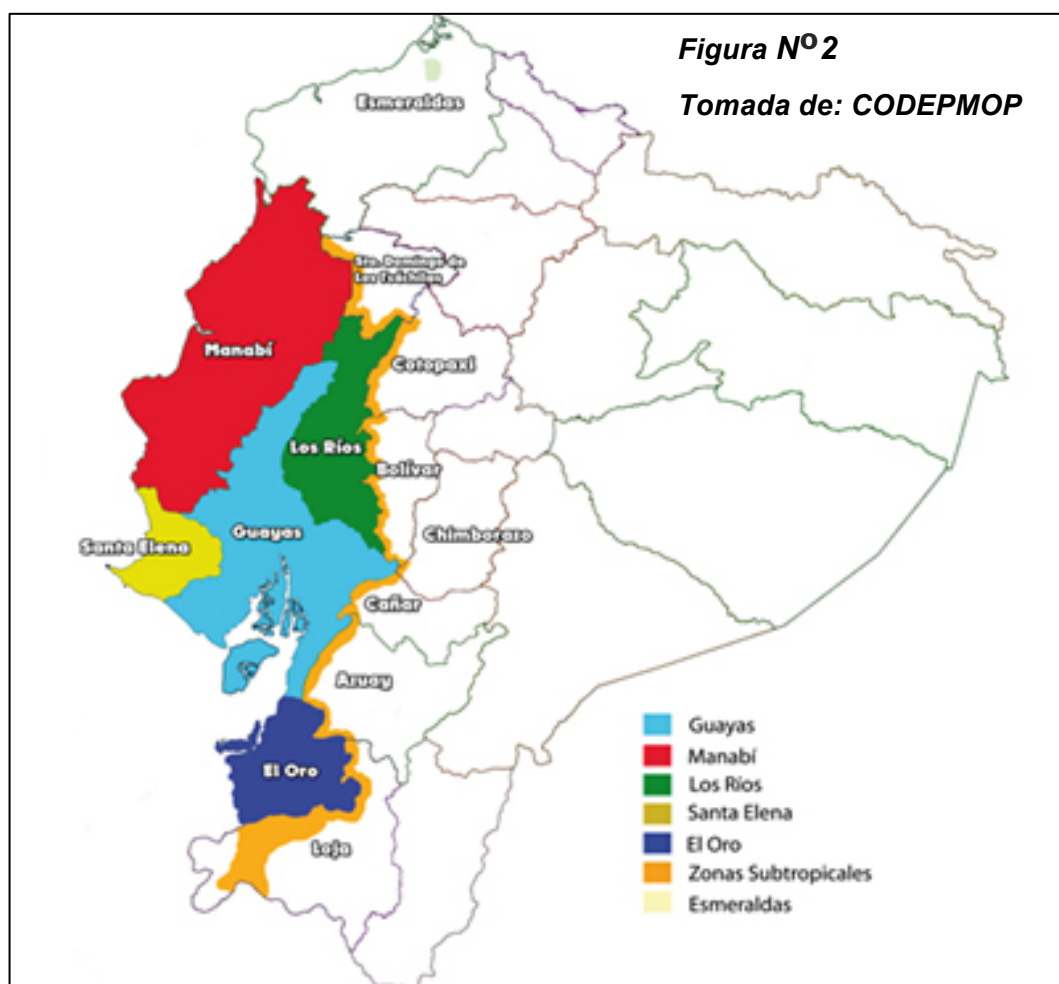 Figura Nº 2
Tomada de: CODEPMOP
Esmeraldas
Sto. Domingo de
Los Tsáchilas
Manabí
Cotopaxi
Los Ríos
Bolívar
Guayas
Chimborazo
Santa Elena
Cañar
Azuay
El Oro
Loja
Guayas
Manabí
Los Ríos
Santa Elena
El Oro
Zonas Subtropicales
Esmeraldas